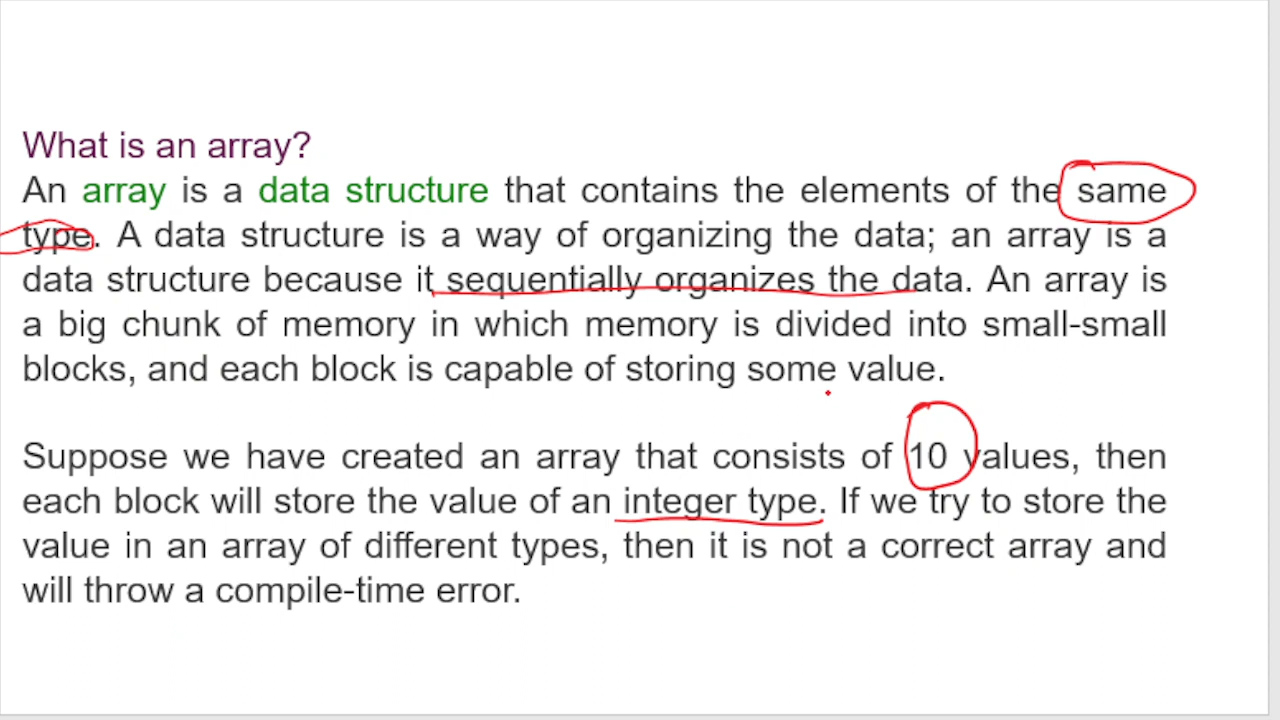 What is an array?
An array is a data structure that contains the elements of the same
type. A data structure is a way of organizing the data; an array is a
data structure because it sequentially organizes the data. An array is
a big chunk of memory in which memory is divided into small-small
blocks, and each block is capable of storing some value.
Suppose we have created an array that consists of 10 values, then
each block will store the value of an integer type. If we try to store the
value in an array of different types, then it is not a correct array and
will throw a compile-time error.